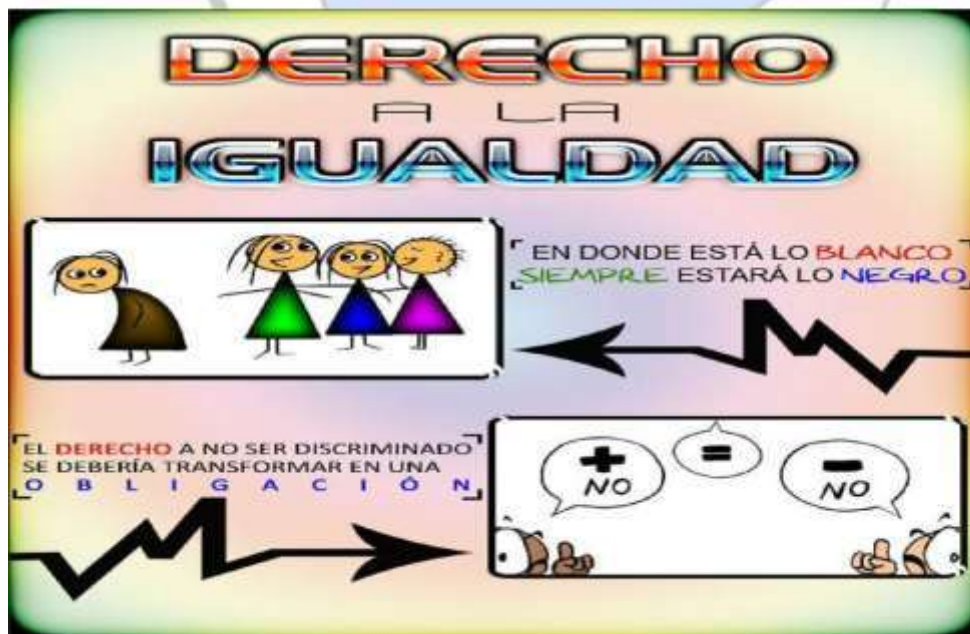 DERECHO
A LA
IGUALDAD
EN DONDE ESTÁ LO BLANCO
SIEMPRE ESTARÁ LO NEGRO
EL DERECHO A NO SER DISCRIMINADO
SE DEBERÍA TRANSFORMAR EN UNA
OBLIGACIÓN
+
NO
=
-
NO